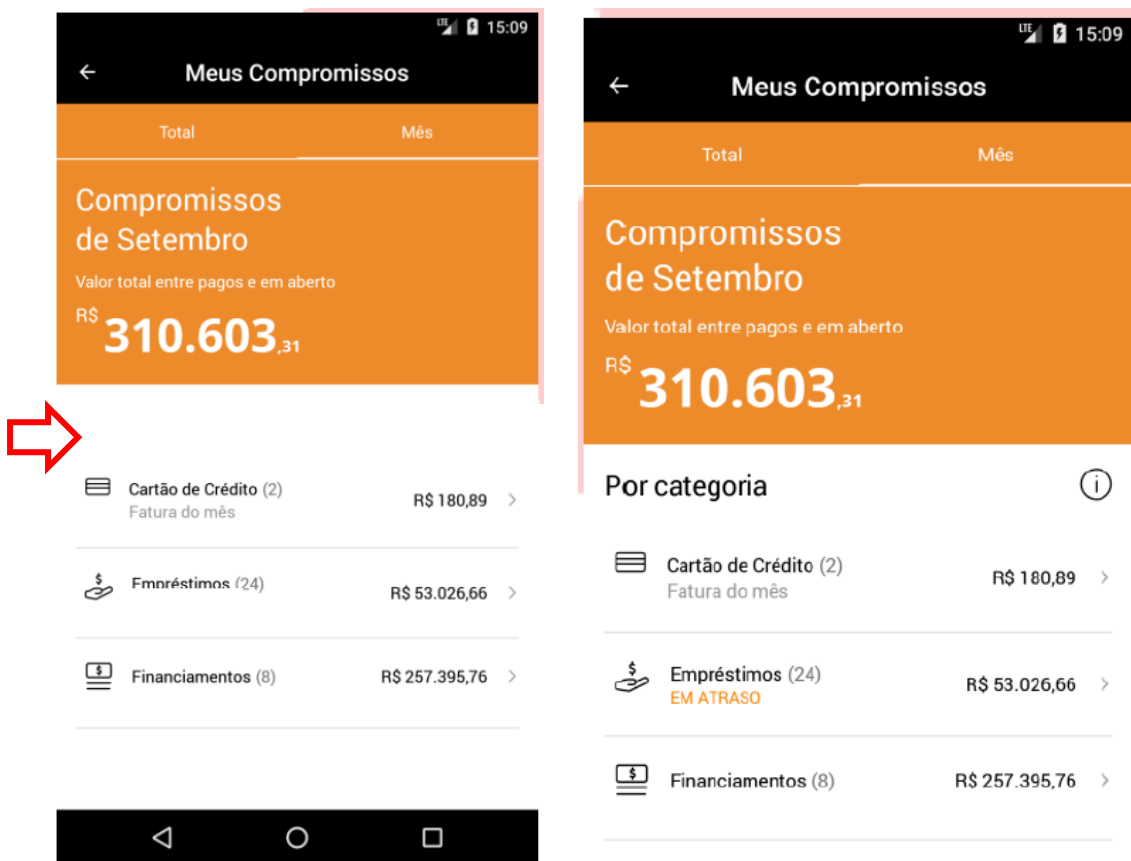 LTE 15:09
Meus Compromissos
Total Mês
Compromissos
de Setembro
Valor total entre pagos e em aberto
R$ 310.603,31
Cartão de Crédito (2) R$ 180,89
Fatura do mês
Empréstimos (24) R$ 53.026,66
Financiamentos (8) R$ 257.395,76
LTE 15:09
Meus Compromissos
Total Mês
Compromissos
de Setembro
Valor total entre pagos e em aberto
R$ 310.603,31
Por categoria
Cartão de Crédito (2) R$ 180,89
Fatura do mês
Empréstimos (24) R$ 53.026,66
EM ATRASO
Financiamentos (8) R$ 257.395,76